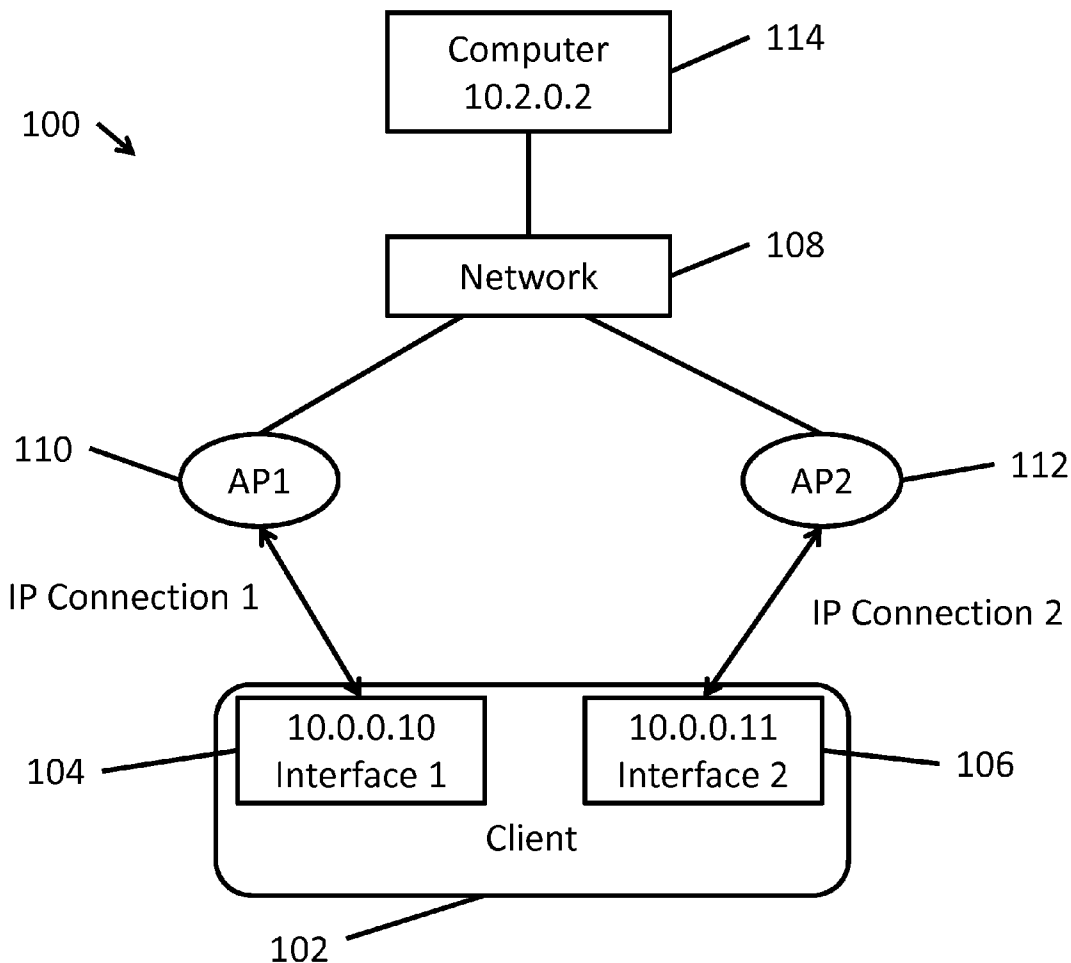 Computer
10.2.0.2
114
100
Network
108
110
AP1
AP2
112
IP Connection 1
IP Connection 2
10.0.0.10
Interface 1
10.0.0.11
Interface 2
104
106
Client
102